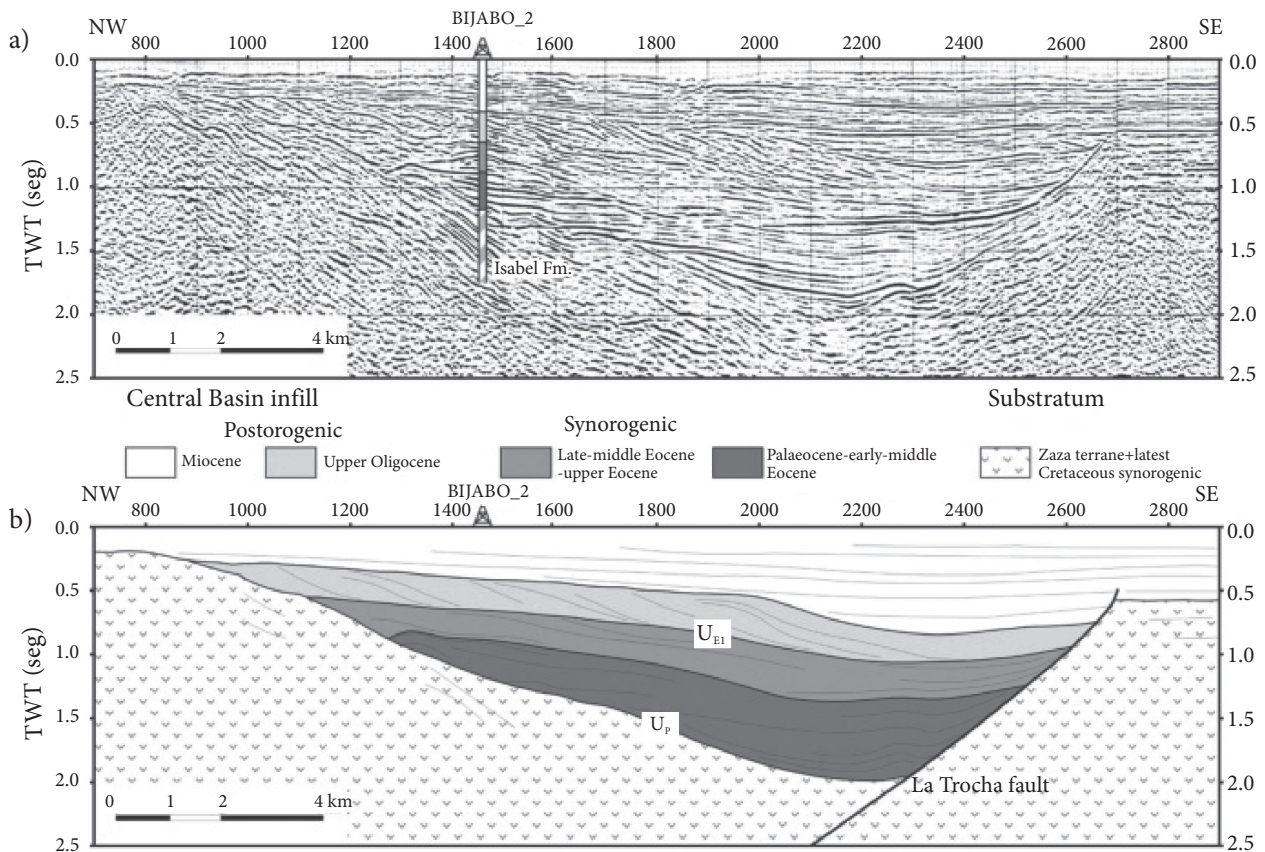 a)
NW
BIJABO_2
SE
800 1000 1200 1400 1600 1800 2000 2200 2400 2600 2800
0.0 0.0
0.5 0.5
1.0 1.0
1.5 1.5
2.0 2.0
2.5 2.5
TWT (seg)
Isabel Fm.
0 1 2 4 km
Central Basin infill Substratum
Postorogenic Synorogenic
Miocene
Upper Oligocene
Late-middle Eocene
-upper Eocene
Palaeocene-early-middle
Eocene
Zaza terrane+latest
Cretaceous synorogenic
b)
NW
BIJABO_2
SE
800 1000 1200 1400 1600 1800 2000 2200 2400 2600 2800
0.0 0.0
0.5 0.5
1.0 1.0
1.5 1.5
2.0 2.0
2.5 2.5
TWT (seg)
UE1
UP
La Trocha fault
0 1 2 4 km